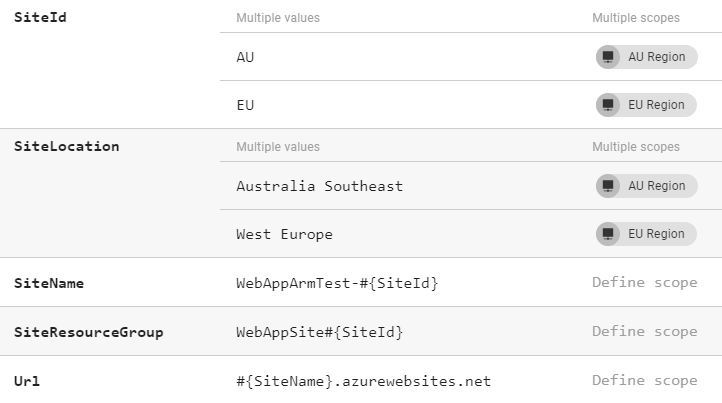 SiteId Multiple values Multiple scopes
AU AU Region
EU EU Region
SiteLocation Multiple values Multiple scopes
Australia Southeast AU Region
West Europe EU Region
SiteName WebAppArmTest-#{SiteId} Define scope
SiteResourceGroup WebAppSite#{SiteId} Define scope
Url #{SiteName}.azurewebsites.net Define scope